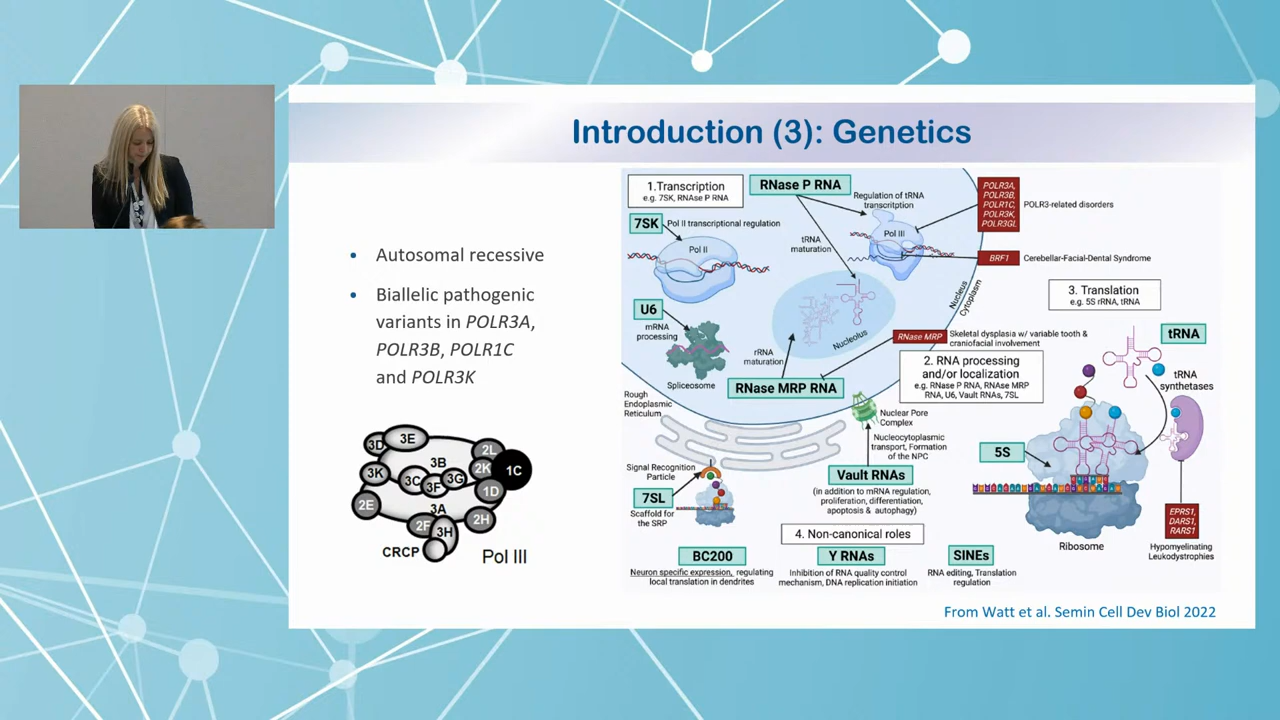 Introduction (3): Genetics
• Autosomal recessive
• Biallelic pathogenic
variants in POLR3A,
POLR3B, POLR1C
and POLR3K
3D
3E
3K
3B
3C
3F
3G
2L
2K
1C
1D
2E
3A
2F
3H
2H
CRCP
Pol III
1.Transcription
e.g. 7SK, RNAse P RNA
RNase P RNA
7SK
Pol II transcriptional regulation
Pol II
Regulation of tRNA
transcritption
Pol III
tRNA
maturation
POLR3A,
POLR3B,
POLR1C,
POLR3K,
POLR3GL
POLR3-related disorders
BRF1
Cerebellar-Facial-Dental Syndrome
Nucleus
Cytoplasm
3. Translation
e.g. 5S rRNA, tRNA
U6
mRNA
processing
Spliceosome
Nucleolus
rRNA
maturation
RNase MRP
Skeletal dysplasia w/ variable tooth &
craniofacial involvement
RNase MRP RNA
2. RNA processing
and/or localization
e.g. RNase P RNA, RNAse MRP
RNA, U6, Vault RNAs, 7SL
tRNA
tRNA
synthetases
Rough
Endoplasmic
Reticulum
Nuclear Pore
Complex
Nucleocytoplasmic
transport, Formation
of the NPC
Signal Recognition
Particle
7SL
Scaffold for
the SRP
Vault RNAs
(in addition to mRNA regulation,
proliferation, differentiation,
apoptosis & autophagy)
5S
Ribosome
EPRS1,
DARS1,
RARS1
Hypomyelinating
Leukodystrophies
4. Non-canonical roles
BC200
Neuron specific expression, regulating
local translation in dendrites
Y RNAs
Inhibition of RNA quality control
mechanism, DNA replication initiation
SINEs
RNA editing, Translation
regulation
From Watt et al. Semin Cell Dev Biol 2022